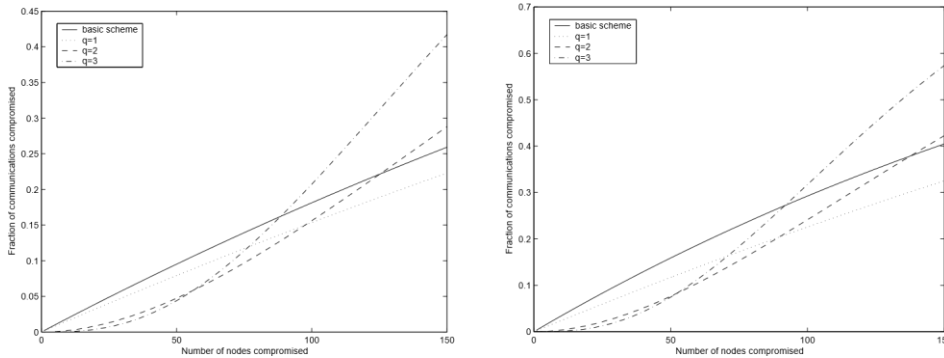 0.45
0.4
0.35
0.3
0.25
0.2
0.15
0.1
0.05
0
Fraction of communications compromised
basic scheme
q=1
q=2
q=3
0
50
100
150
Number of nodes compromised
0.7
0.6
0.5
0.4
0.3
0.2
0.1
0
Fraction of communications compromised
basic scheme
q=1
q=2
q=3
0
50
100
150
Number of nodes compromised